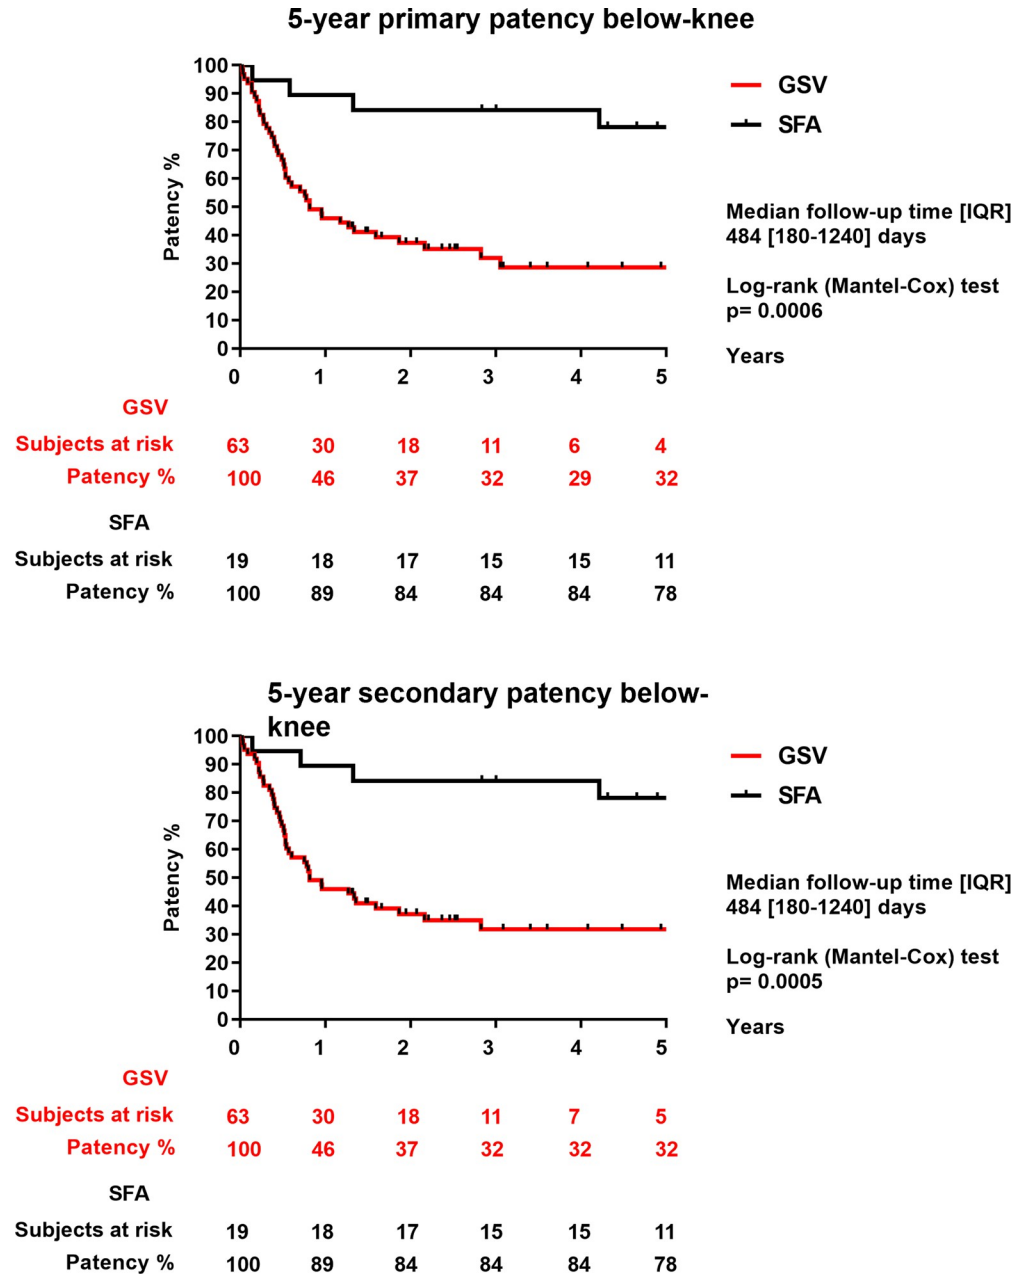 5-year primary patency below-knee
100
90
80
70
60
50
40
30
20
10
0
Patency %
0 1 2 3 4 5
GSV
SFA
Median follow-up time [IQR]
484 [180-1240] days
Log-rank (Mantel-Cox) test
p= 0.0006
Years
GSV
Subjects at risk 63 30 18 11 6 4
Patency % 100 46 37 32 29 32
SFA
Subjects at risk 19 18 17 15 15 11
Patency % 100 89 84 84 84 78
5-year secondary patency below-
knee
100
90
80
70
60
50
40
30
20
10
0
Patency %
0 1 2 3 4 5
GSV
SFA
Median follow-up time [IQR]
484 [180-1240] days
Log-rank (Mantel-Cox) test
p= 0.0005
Years
GSV
Subjects at risk 63 30 18 11 7 5
Patency % 100 46 37 32 32 32
SFA
Subjects at risk 19 18 17 15 15 11
Patency % 100 89 84 84 84 78